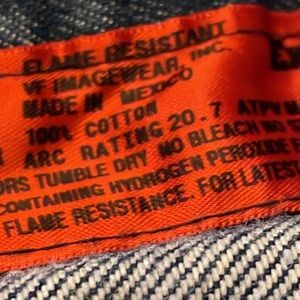 FLAME RESISTANT
VF IMAGEWEAR, INC.
MADE IN MEXICO
100% COTTON
ARC RATING 20.7 ATPV
TUMBLE DRY NO BLEACH NO
CONTAINING HYDROGEN PEROXIDE
FLAME RESISTANCE. FOR LATEST